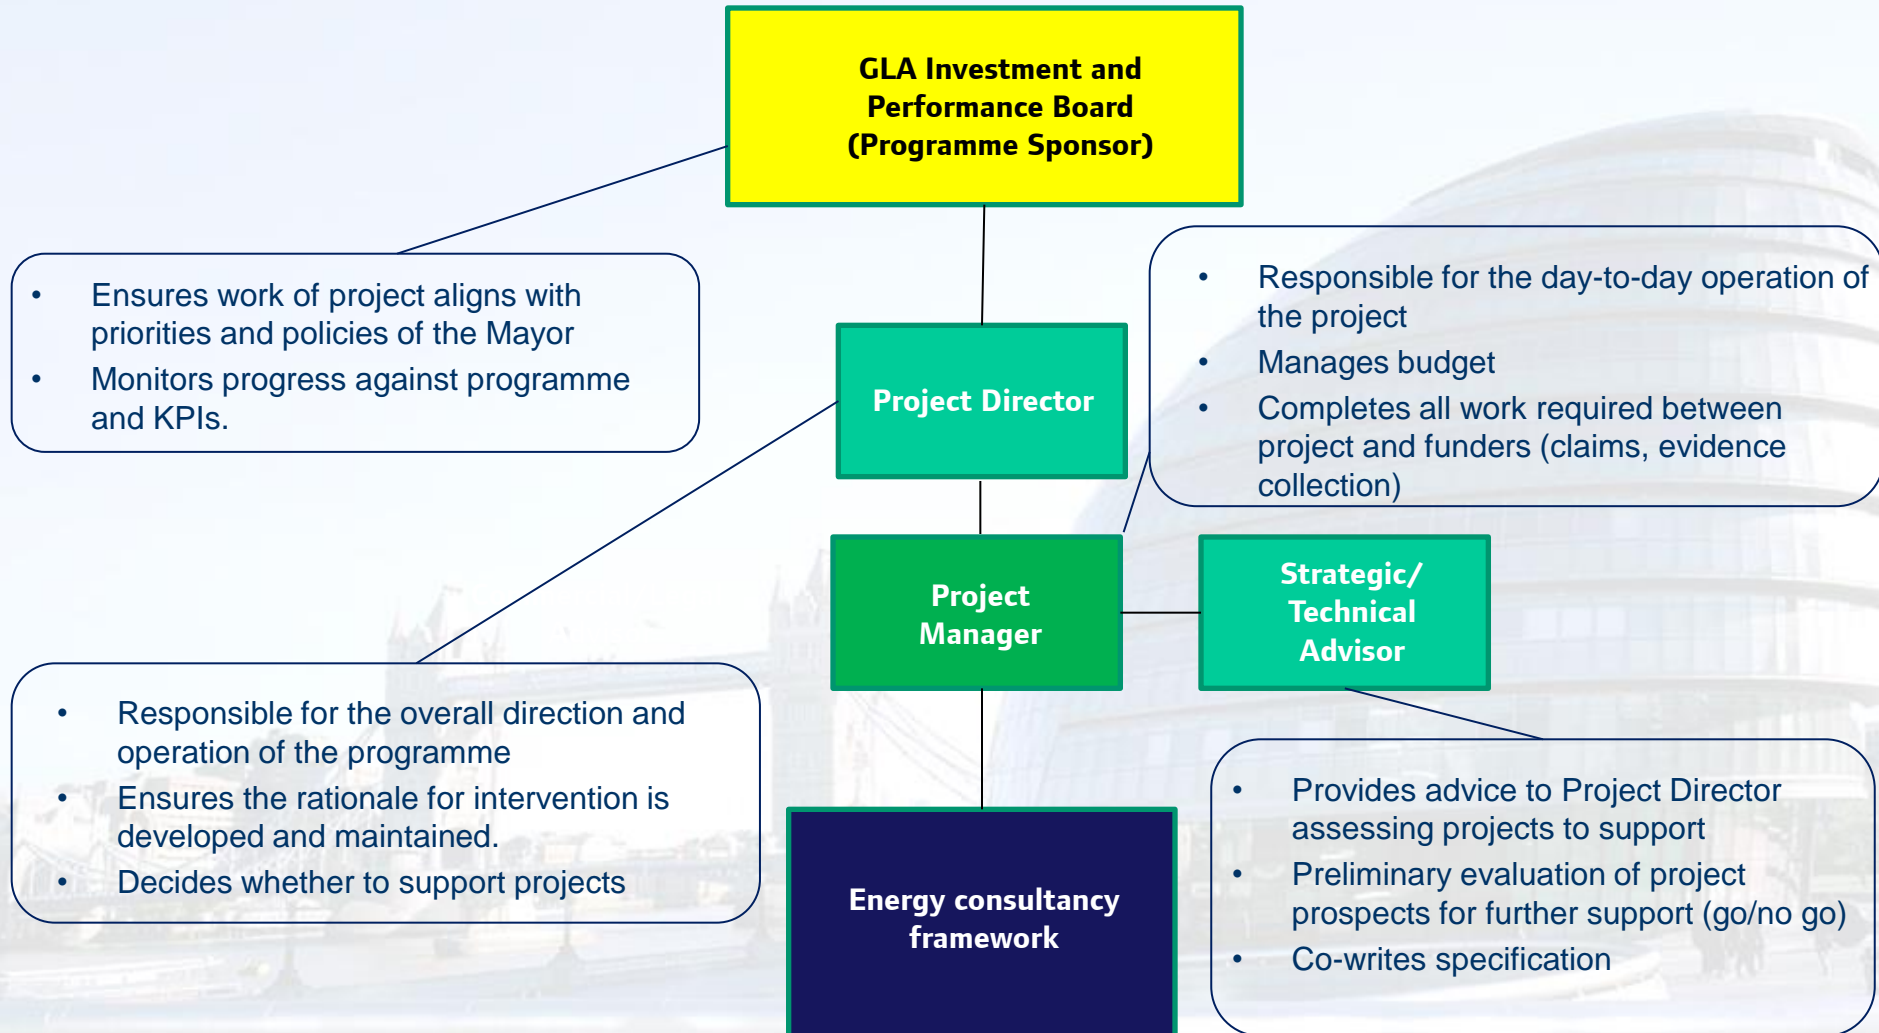 GLA Investment and
Performance Board
(Programme Sponsor)
• Ensures work of project aligns with
priorities and policies of the Mayor
• Monitors progress against programme
and KPIs.
• Responsible for the day-to-day operation of
the project
• Manages budget
• Completes all work required between
project and funders (claims, evidence
collection)
Project Director
Project
Manager
Strategic/
Technical
Advisor
• Responsible for the overall direction and
operation of the programme
• Ensures the rationale for intervention is
developed and maintained.
• Decides whether to support projects
Energy consultancy
framework
• Provides advice to Project Director
assessing projects to support
• Preliminary evaluation of project
prospects for further support (go/no go)
• Co-writes specification